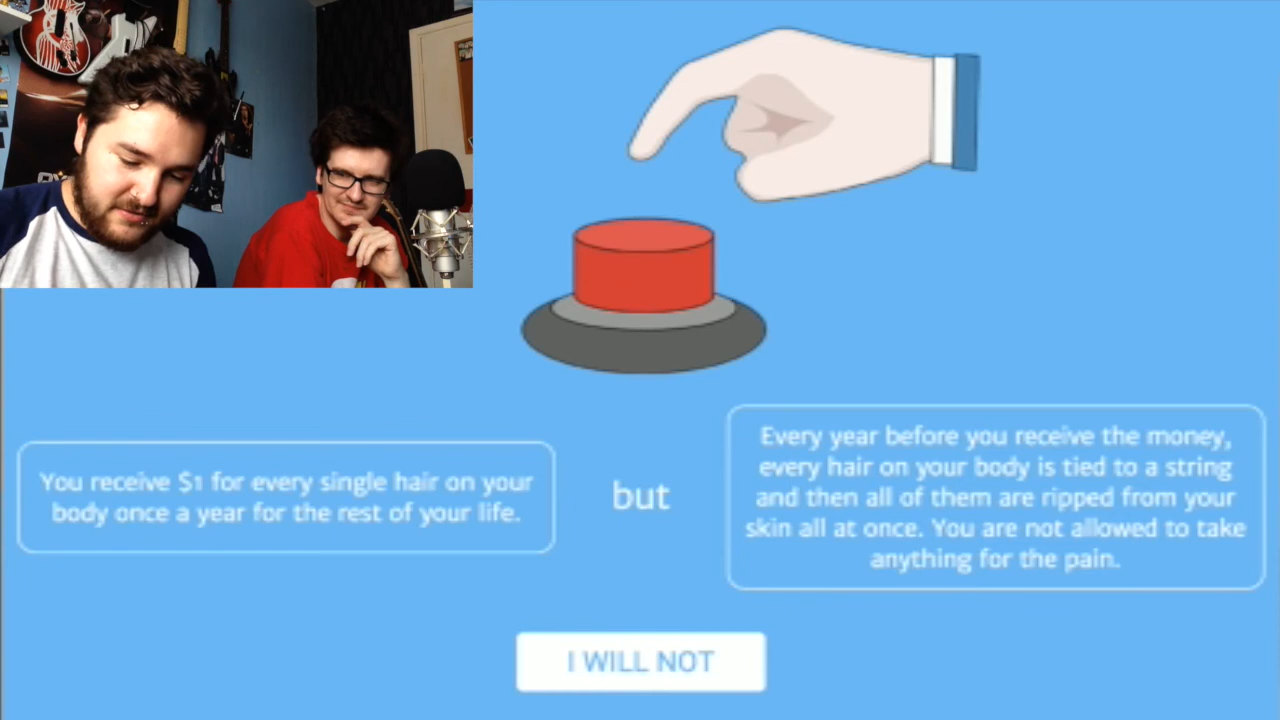 You receive $1 for every single hair on your
body once a year for the rest of your life.
but
Every year before you receive the money,
every hair on your body is tied to a string
and then all of them are ripped from your
skin all at once. You are not allowed to take
anything for the pain.
I WILL NOT